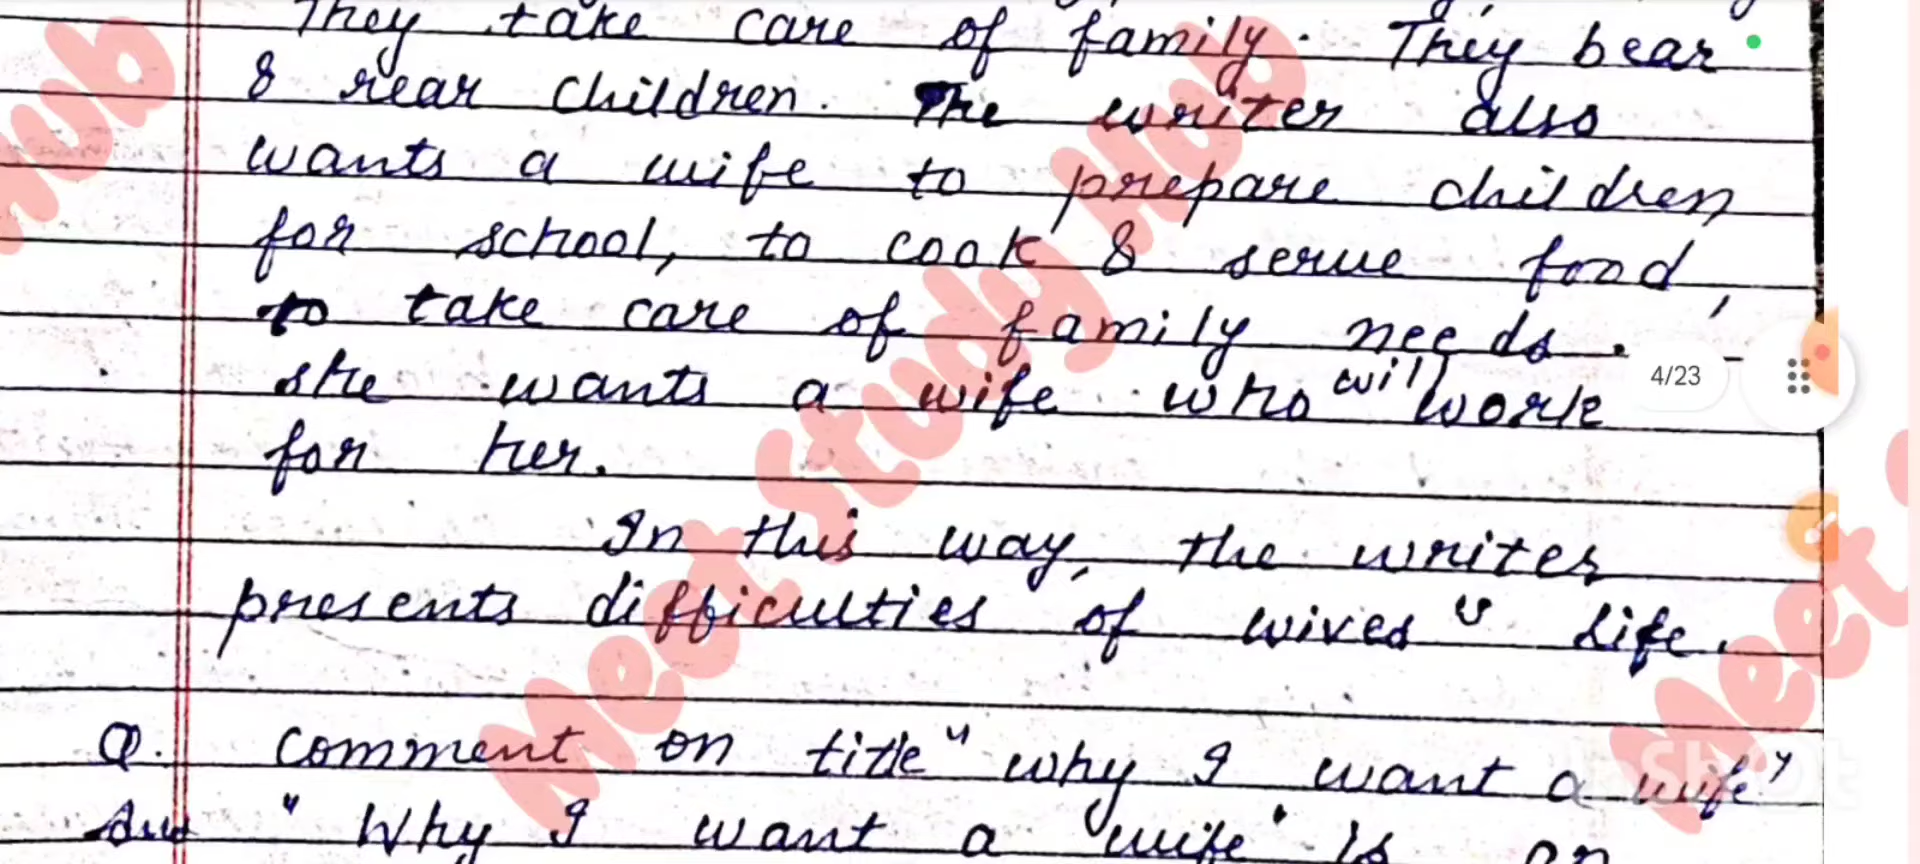 They take care of family. They bear
& rear children. The writer also
wants a wife to prepare children
for school, to cook & serve food,
to take care of family needs.
she wants a wife who will work
for her.
In this way, the writer
presents difficulties of wives' life.
Q. Comment on title "why I want a wife"
Ans "Why I want a wife" is an
4/23
Meet Study Hub
hub
Meet
InShot